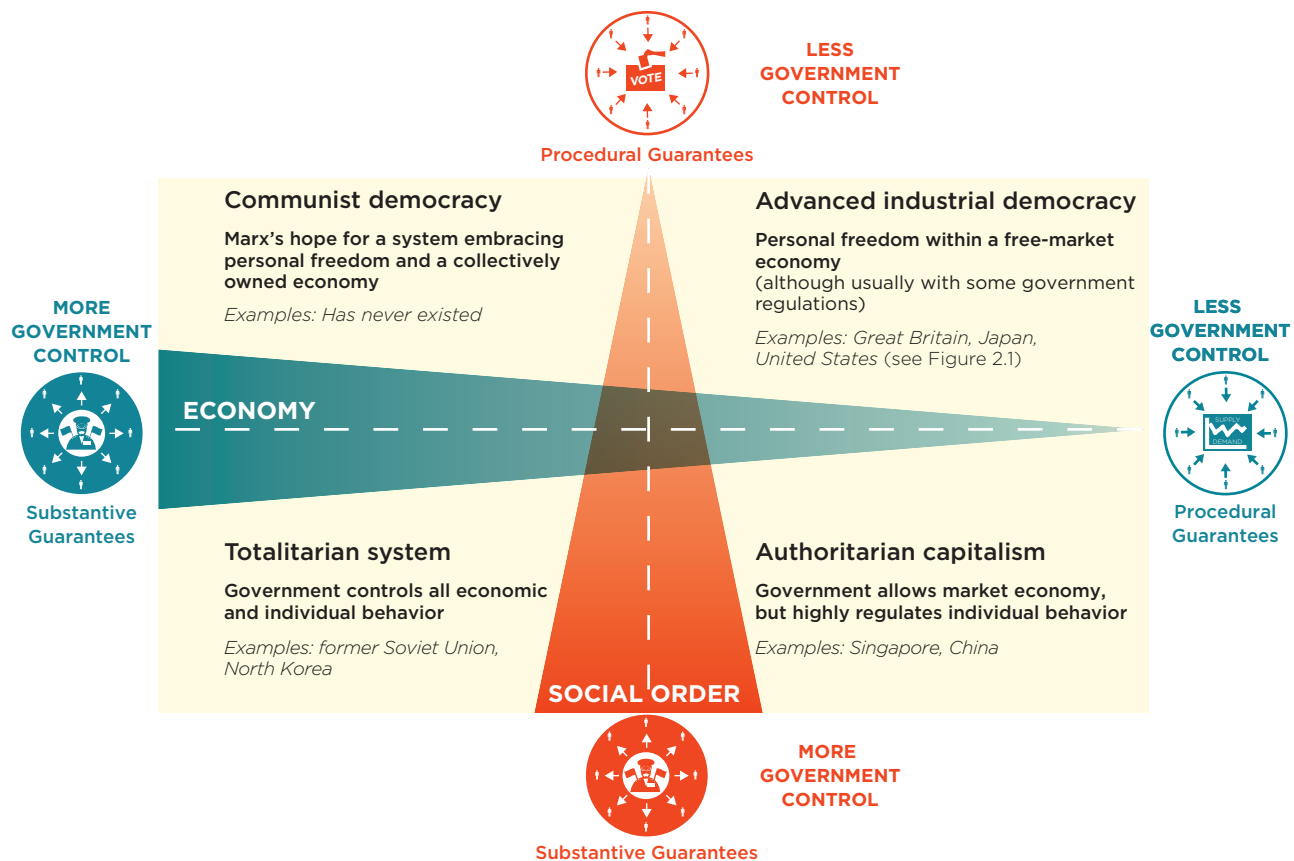 VOTE
LESS
GOVERNMENT
CONTROL
Procedural Guarantees
Communist democracy
Marx's hope for a system embracing
personal freedom and a collectively
owned economy
Examples: Has never existed
Advanced industrial democracy
Personal freedom within a free-market
economy
(although usually with some government
regulations)
Examples: Great Britain, Japan,
United States (see Figure 2.1)
MORE
GOVERNMENT
CONTROL
Substantive
Guarantees
ECONOMY
LESS
GOVERNMENT
CONTROL
SUPPLY
DEMAND
Procedural
Guarantees
Totalitarian system
Government controls all economic
and individual behavior
Examples: former Soviet Union,
North Korea
Authoritarian capitalism
Government allows market economy,
but highly regulates individual behavior
Examples: Singapore, China
SOCIAL ORDER
MORE
GOVERNMENT
CONTROL
Substantive Guarantees